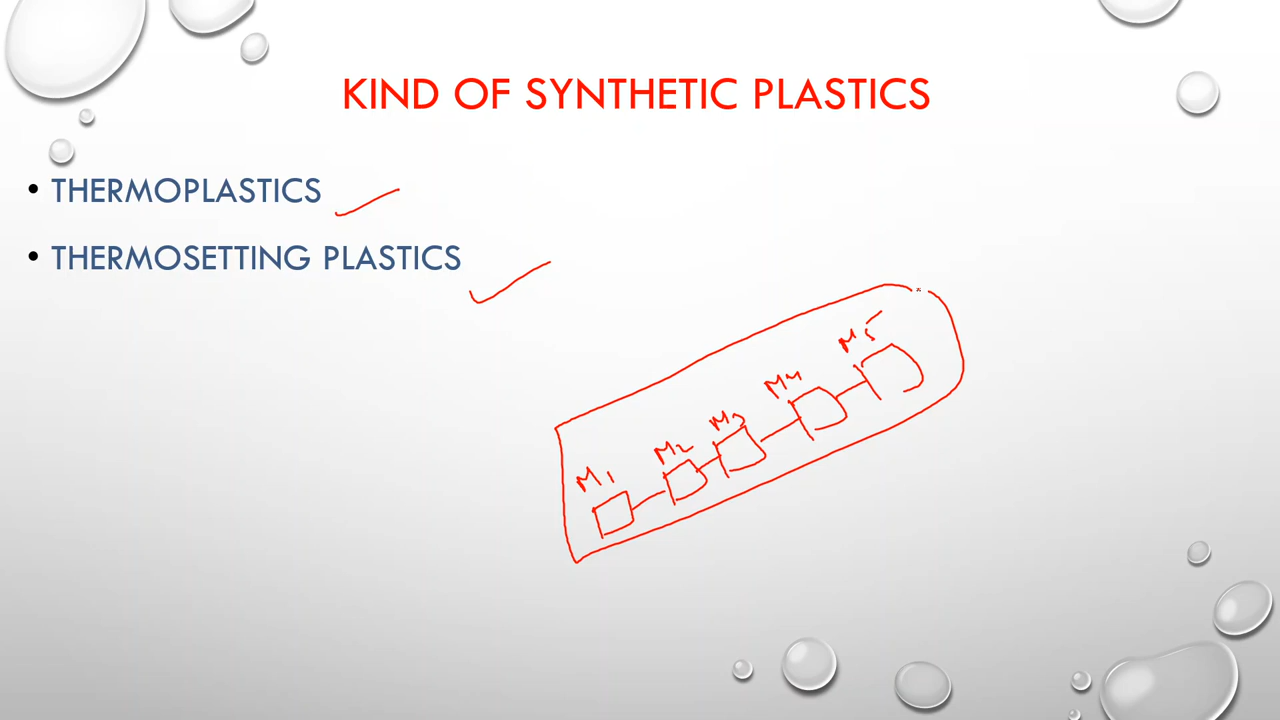 KIND OF SYNTHETIC PLASTICS
• THERMOPLASTICS
• THERMOSETTING PLASTICS
M1 M2 M3 M4 M5